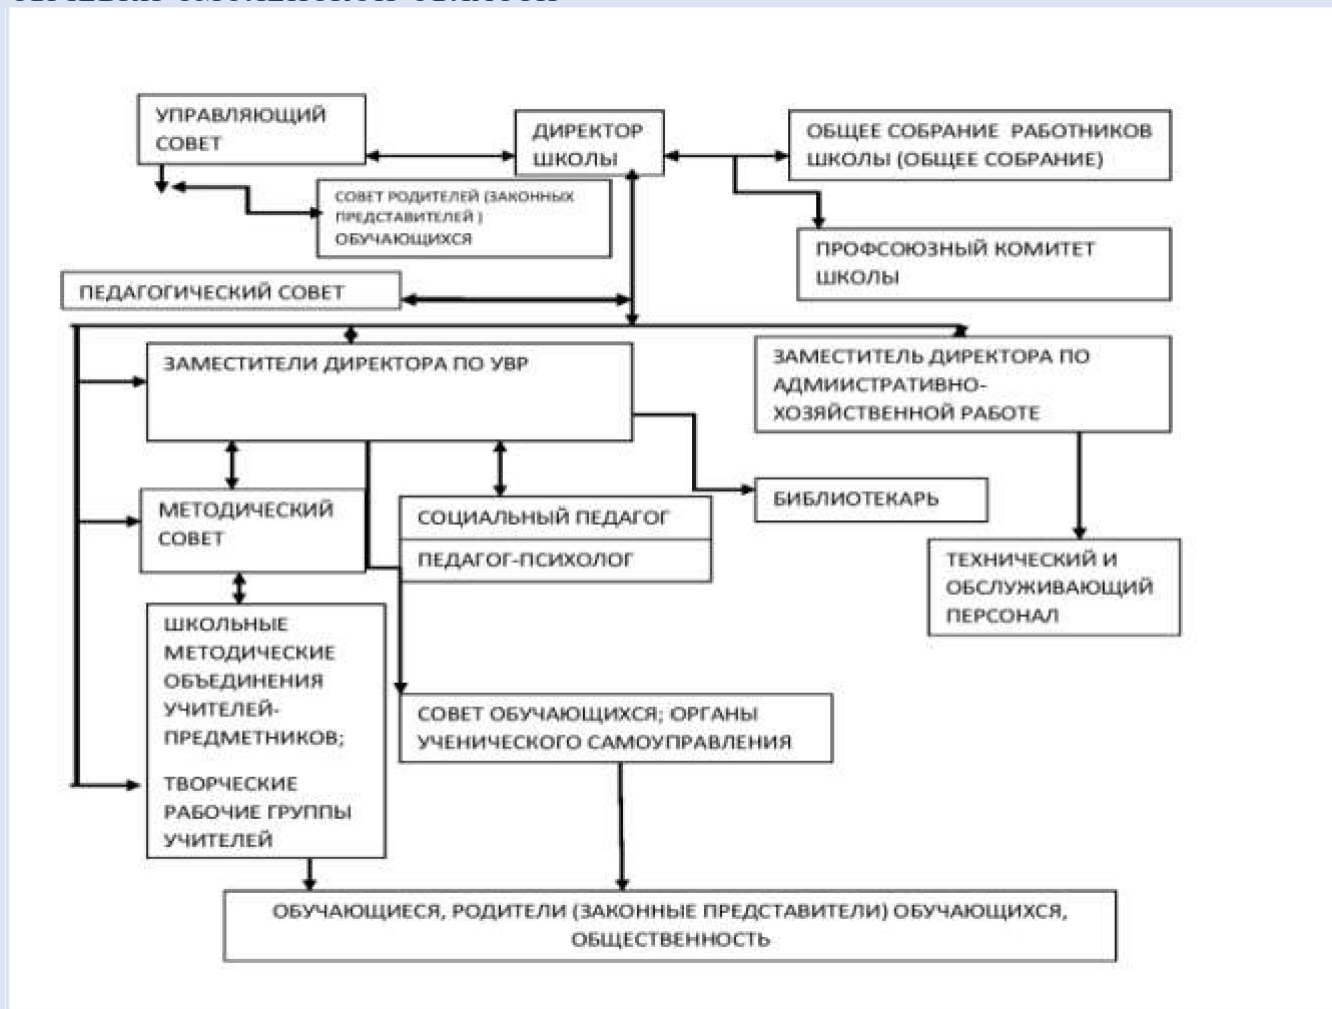 УПРАВЛЯЮЩИЙ
СОВЕТ
ДИРЕКТОР
ШКОЛЫ
ОБЩЕЕ СОБРАНИЕ РАБОТНИКОВ
ШКОЛЫ (ОБЩЕЕ СОБРАНИЕ)
СОВЕТ РОДИТЕЛЕЙ (ЗАКОННЫХ
ПРЕДСТАВИТЕЛЕЙ )
ОБУЧАЮЩИХСЯ
ПРОФСОЮЗНЫЙ КОМИТЕТ
ШКОЛЫ
ПЕДАГОГИЧЕСКИЙ СОВЕТ
ЗАМЕСТИТЕЛИ ДИРЕКТОРА ПО УВР
ЗАМЕСТИТЕЛЬ ДИРЕКТОРА ПО
АДМИИСТРАТИВНО-
ХОЗЯЙСТВЕННОЙ РАБОТЕ
МЕТОДИЧЕСКИЙ
СОВЕТ
СОЦИАЛЬНЫЙ ПЕДАГОГ
ПЕДАГОГ-ПСИХОЛОГ
БИБЛИОТЕКАРЬ
ТЕХНИЧЕСКИЙ И
ОБСЛУЖИВАЮЩИЙ
ПЕРСОНАЛ
ШКОЛЬНЫЕ
МЕТОДИЧЕСКИЕ
ОБЪЕДИНЕНИЯ
УЧИТЕЛЕЙ-
ПРЕДМЕТНИКОВ;
ТВОРЧЕСКИЕ
РАБОЧИЕ ГРУППЫ
УЧИТЕЛЕЙ
СОВЕТ ОБУЧАЮЩИХСЯ; ОРГАНЫ
УЧЕНИЧЕСКОГО САМОУПРАВЛЕНИЯ
ОБУЧАЮЩИЕСЯ, РОДИТЕЛИ (ЗАКОННЫЕ ПРЕДСТАВИТЕЛИ) ОБУЧАЮЩИХСЯ,
ОБЩЕСТВЕННОСТЬ